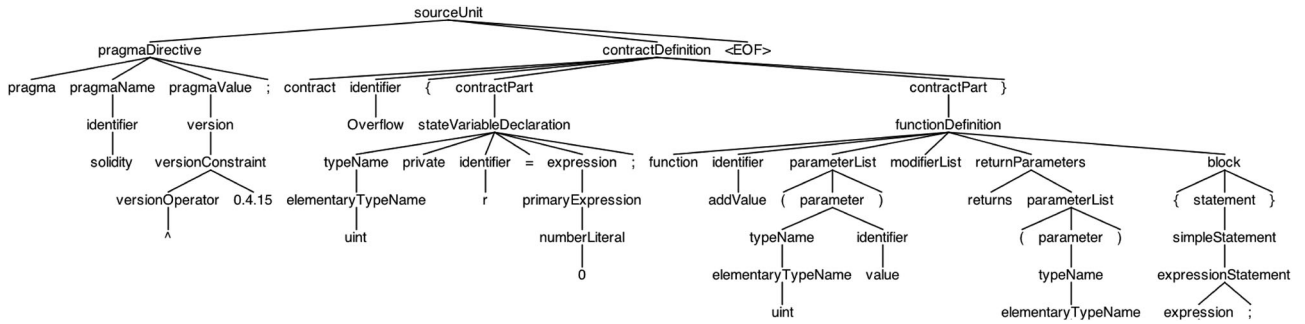 sourceUnit
pragmaDirective contractDefinition <EOF>
pragma pragmaName pragmaValue ; contract identifier { contractPart contractPart }
identifier version Overflow stateVariableDeclaration functionDefinition
solidity versionConstraint typeName private identifier = expression ; function identifier parameterList modifierList returnParameters block
versionOperator 0.4.15 elementaryTypeName r primaryExpression addValue ( parameter ) returns parameterList { statement }
^ uint numberLiteral typeName identifier ( parameter ) simpleStatement
0 elementaryTypeName value typeName expressionStatement
uint elementaryTypeName expression ;